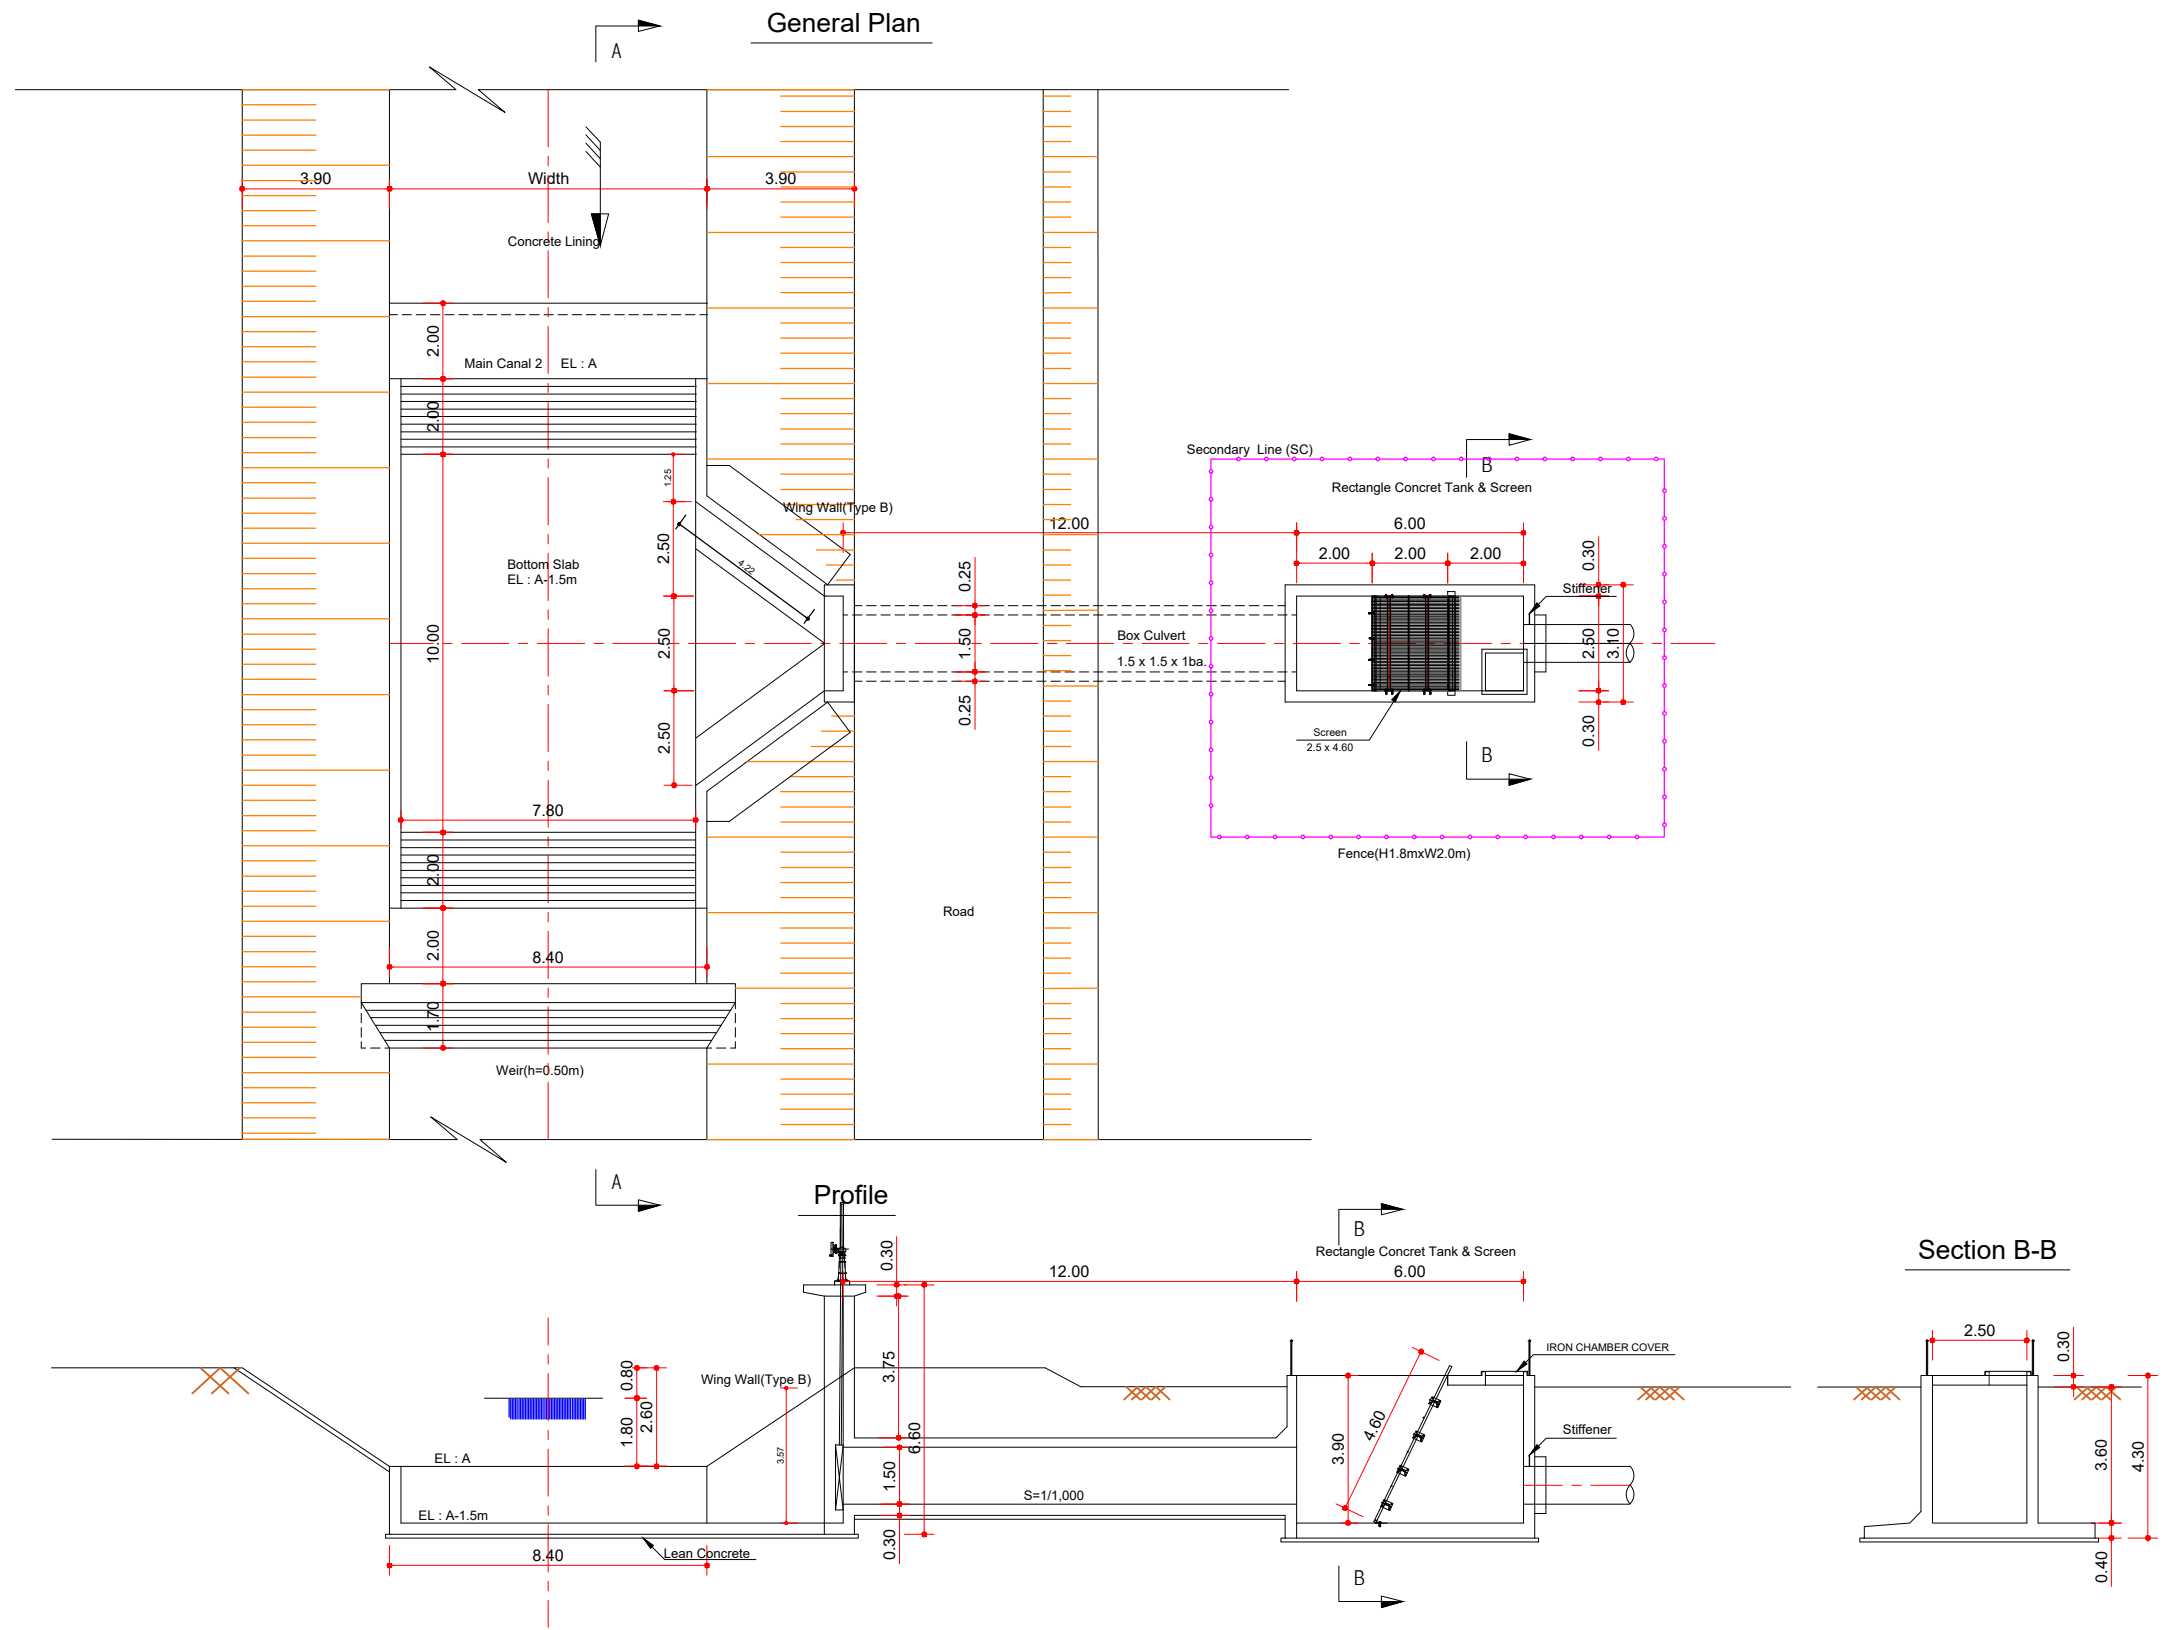 General Plan
A
3.90
Width
3.90
Concrete Lining
2.00
Main Canal 2 EL : A
2.00
1.25
Secondary Line (SC)
B
Rectangle Concret Tank & Screen
Wing Wall(Type B)
12.00
6.00
2.50
4.22
2.00
2.00
2.00
0.30
Bottom Slab
EL : A-1.5m
0.25
Stiffener
10.00
2.50
1.50
Box Culvert
2.50
3.10
1.5 x 1.5 x 1ba.
2.50
0.25
0.30
Screen
2.5 x 4.60
B
7.80
Fence(H1.8mxW2.0m)
2.00
Road
2.00
8.40
1.70
Weir(h=0.50m)
A
Profile
B
0.30
Rectangle Concret Tank & Screen
12.00
6.00
Section B-B
2.50
0.30
IRON CHAMBER COVER
0.80
3.75
Wing Wall(Type B)
1.80
2.60
6.60
4.60
3.90
Stiffener
3.57
3.60
4.30
EL : A
1.50
S=1/1,000
EL : A-1.5m
0.30
Lean Concrete
8.40
0.40
B